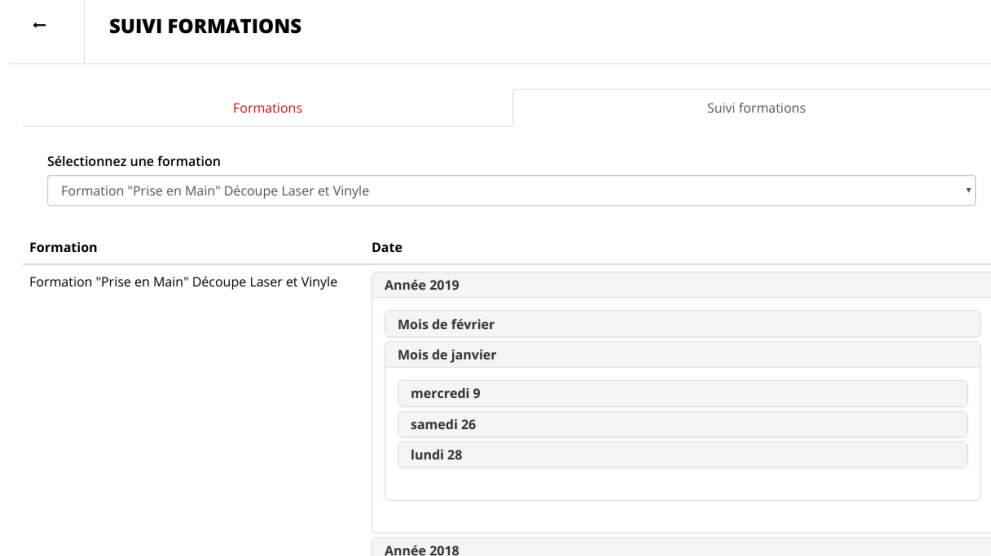 SUIVI FORMATIONS
Formations
Suivi formations
Sélectionnez une formation
Formation "Prise en Main" Découpe Laser et Vinyle
Formation
Date
Formation "Prise en Main" Découpe Laser et Vinyle
Année 2019
Mois de février
Mois de janvier
mercredi 9
samedi 26
lundi 28
Année 2018